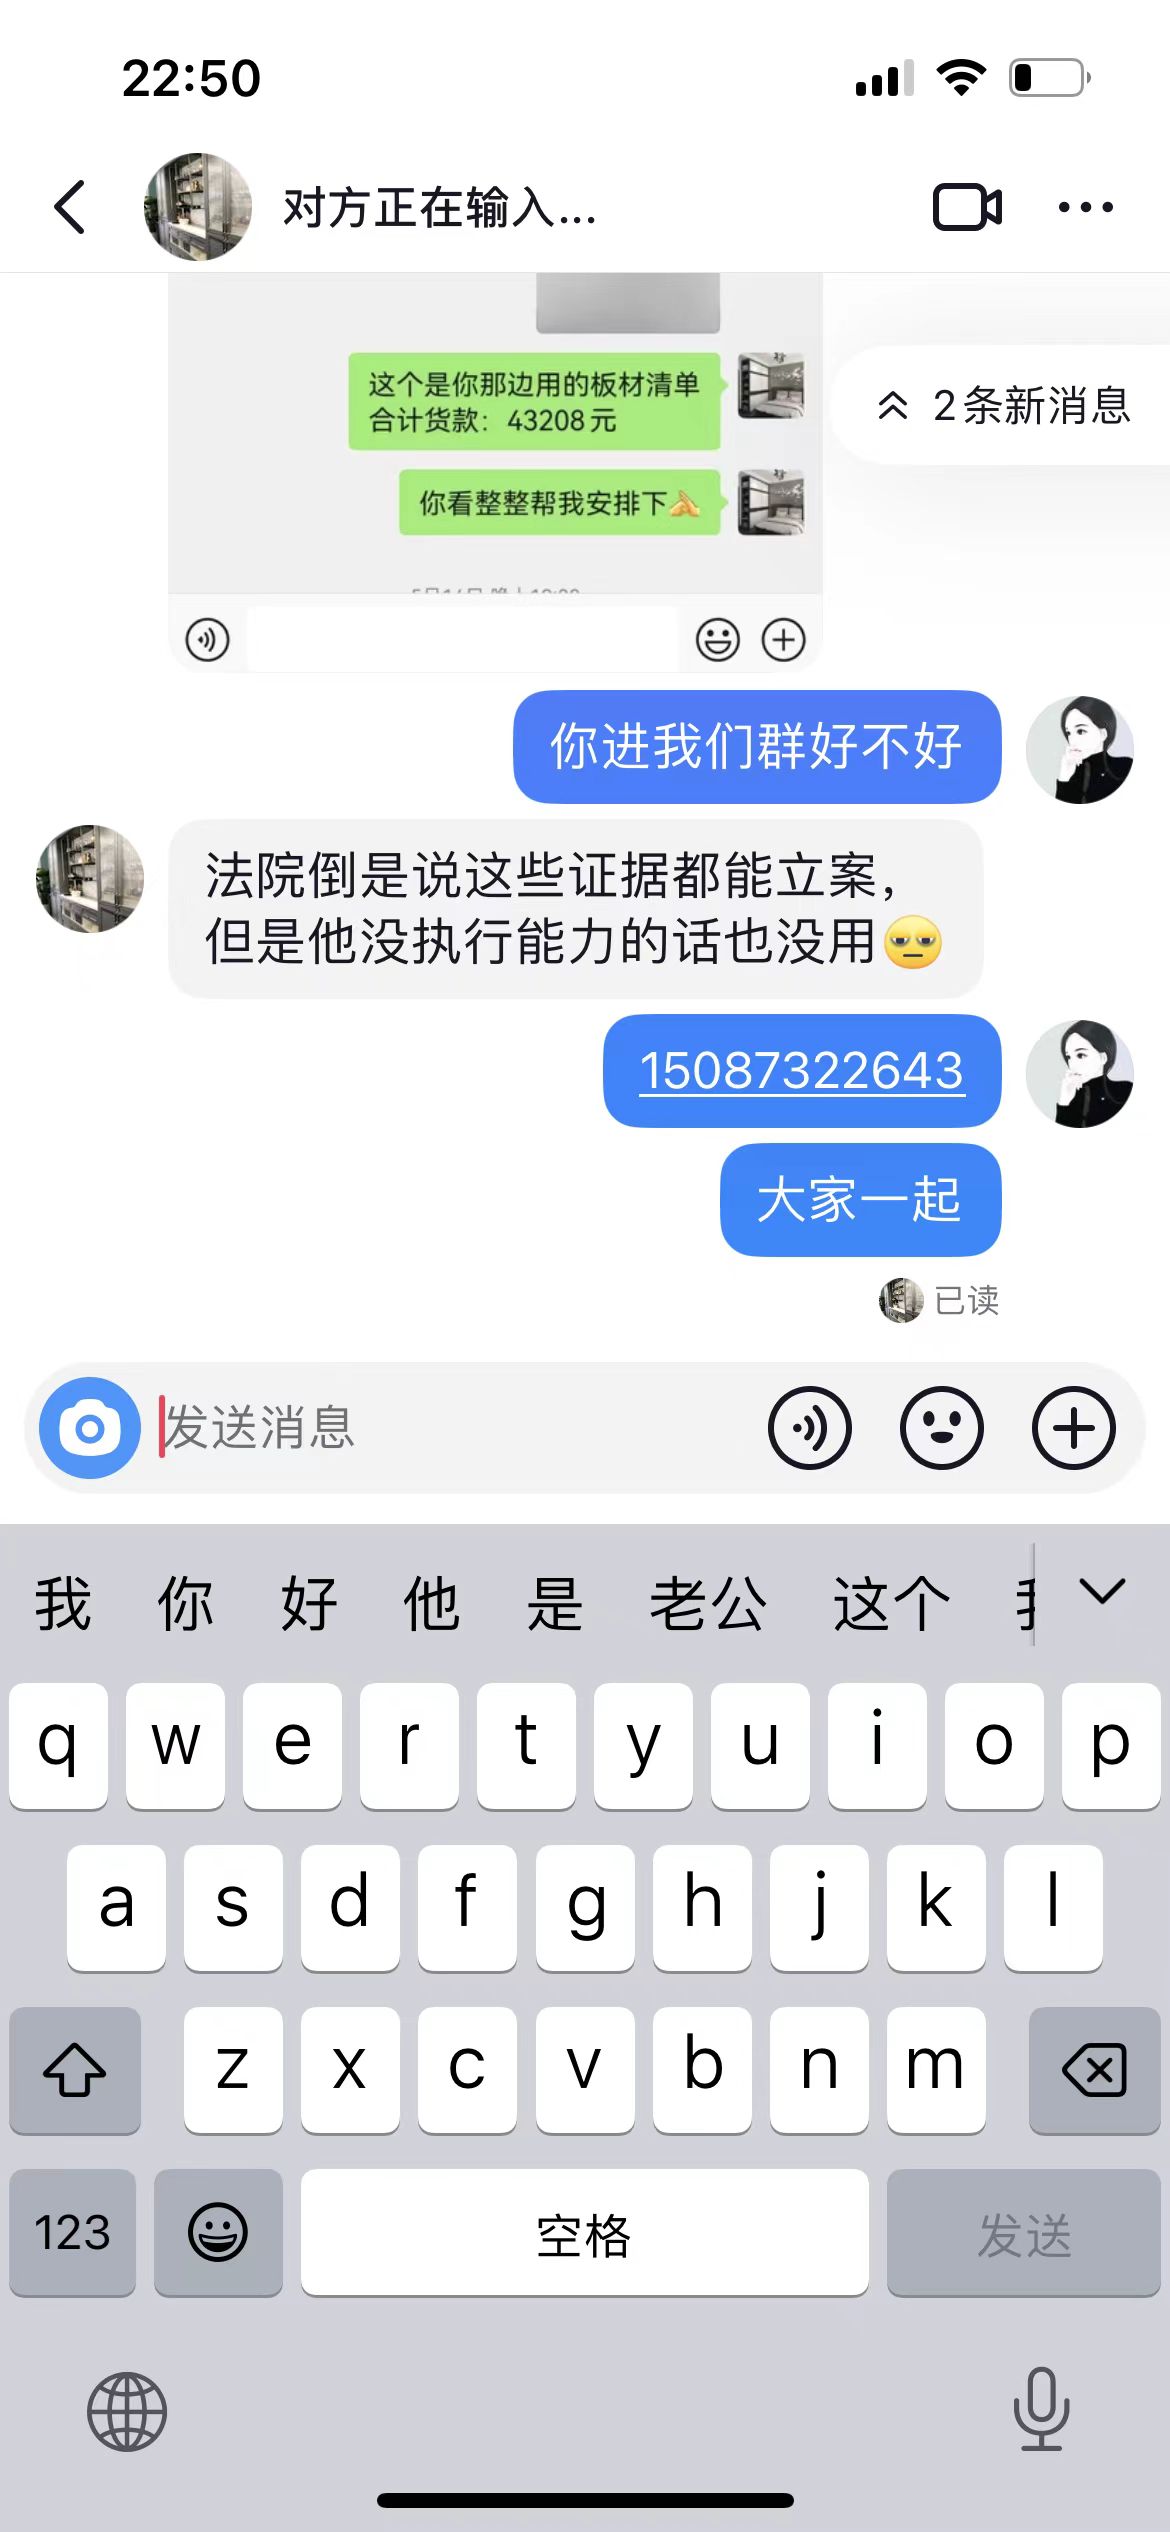 22:50
对方正在输入...
这个是你那边用的板材清单
合计货款：43208元
2条新消息
你看整整帮我安排下
你进我们群好不好
法院倒是说这些证据都能立案，
但是他没执行能力的话也没用
15087322643
大家一起
已读
发送消息
我 你 好 他 是 老公 这个
q w e r t y u i o p
a s d f g h j k l
z x c v b n m
123 空格 发送